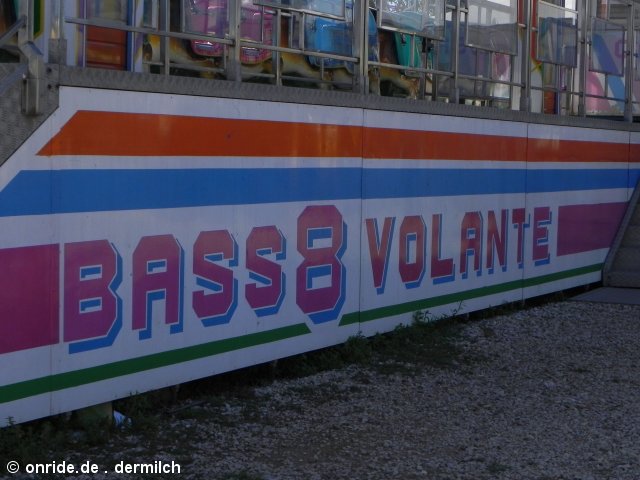 BASS8 VOLANTE
© onride.de . dermilch